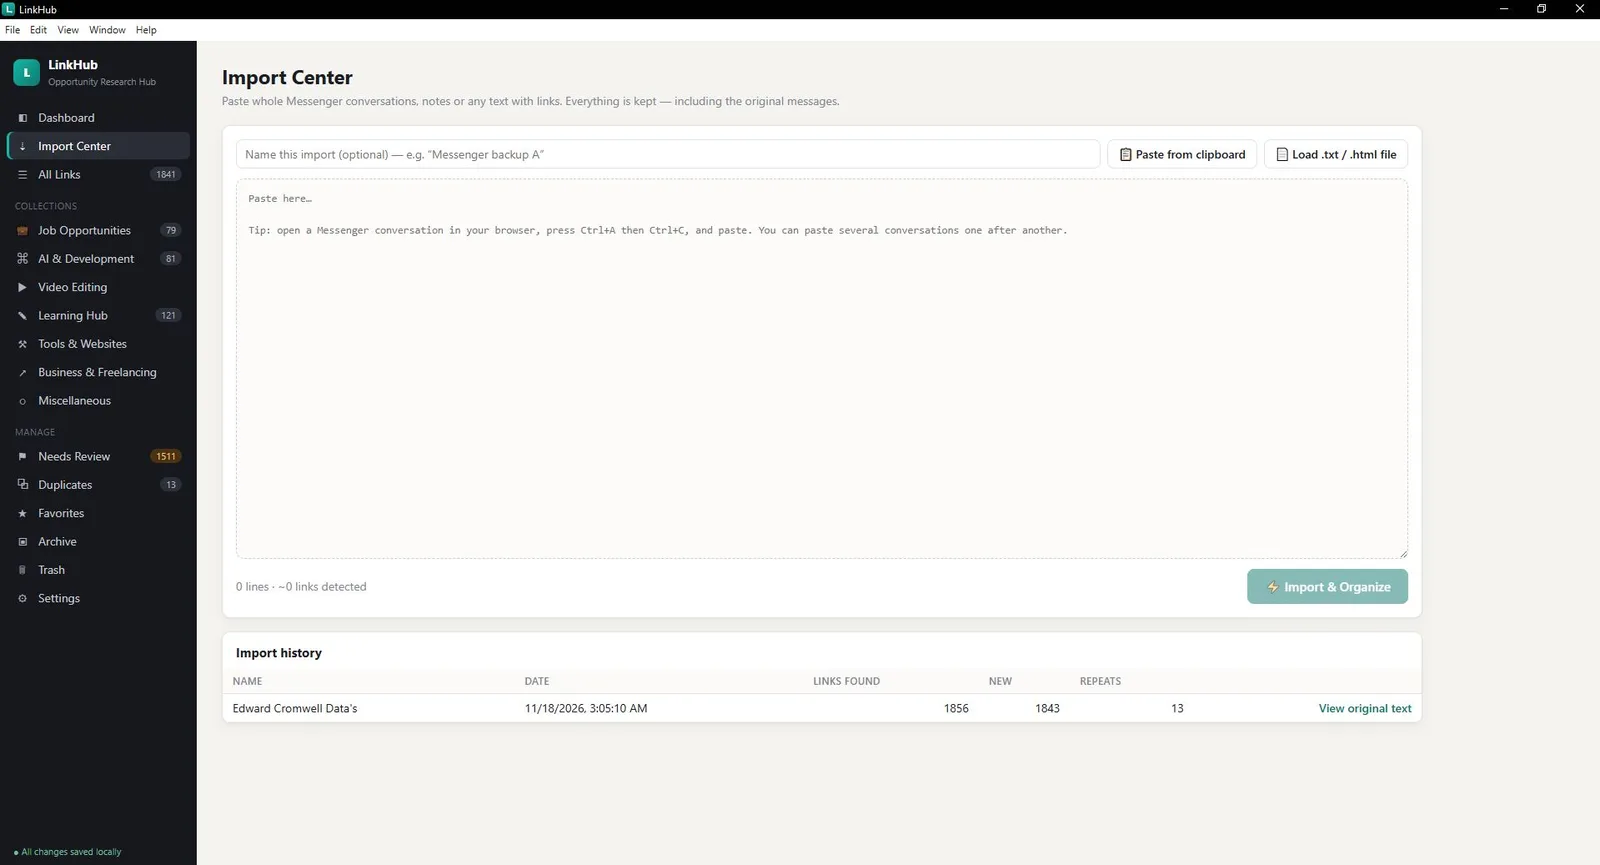 L LinkHub
File Edit View Window Help
L LinkHub
Opportunity Research Hub
Dashboard
Import Center
All Links 1841
COLLECTIONS
Job Opportunities 79
AI & Development 81
Video Editing
Learning Hub 121
Tools & Websites
Business & Freelancing
Miscellaneous
MANAGE
Needs Review 1511
Duplicates 13
Favorites
Archive
Trash
Settings
All changes saved locally
Import Center
Paste whole Messenger conversations, notes or any text with links. Everything is kept — including the original messages.
Name this import (optional) — e.g. "Messenger backup A" Paste from clipboard Load .txt / .html file
Paste here…
Tip: open a Messenger conversation in your browser, press Ctrl+A then Ctrl+C, and paste. You can paste several conversations one after another.
0 lines · ~0 links detected Import & Organize
Import history
NAME DATE LINKS FOUND NEW REPEATS
Edward Cromwell Data's 11/18/2026, 3:05:10 AM 1856 1843 13 View original text